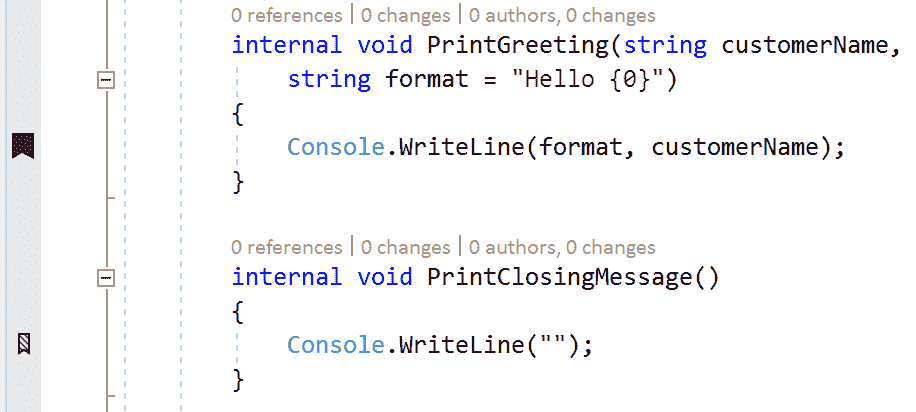 0 references | 0 changes | 0 authors, 0 changes
internal void PrintGreeting(string customerName,
string format = "Hello {0}")
{
Console.WriteLine(format, customerName);
}
0 references | 0 changes | 0 authors, 0 changes
internal void PrintClosingMessage()
{
Console.WriteLine("");
}